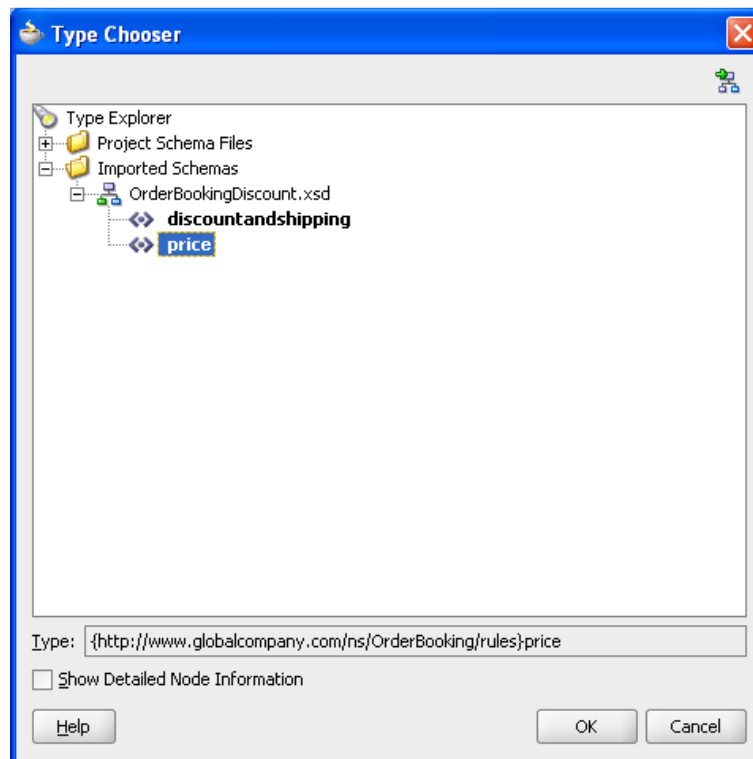 Type Chooser
Type Explorer
Project Schema Files
Imported Schemas
OrderBookingDiscount.xsd
discountandshipping
price
Type: {http://www.globalcompany.com/ns/OrderBooking/rules}price
Show Detailed Node Information
Help OK Cancel